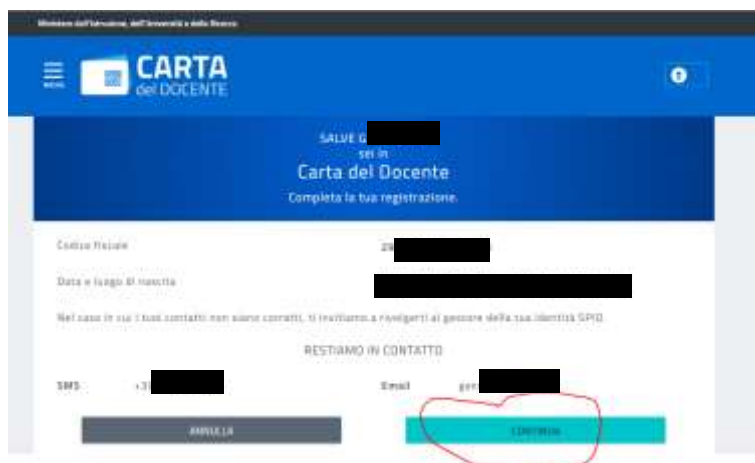 Ministero dell'Istruzione, dell'Università e della Ricerca
MENU
CARTA
del DOCENTE
SALVE G
sei in
Carta del Docente
Completa la tua registrazione.
Codice fiscale
Data e luogo di nascita
Nel caso in cui i tuoi contatti non siano corretti, ti invitiamo a rivolgerti al gestore della tua identità SPID.
RESTIAMO IN CONTATTO
SMS +3 Email
ANNULLA CONTINUA